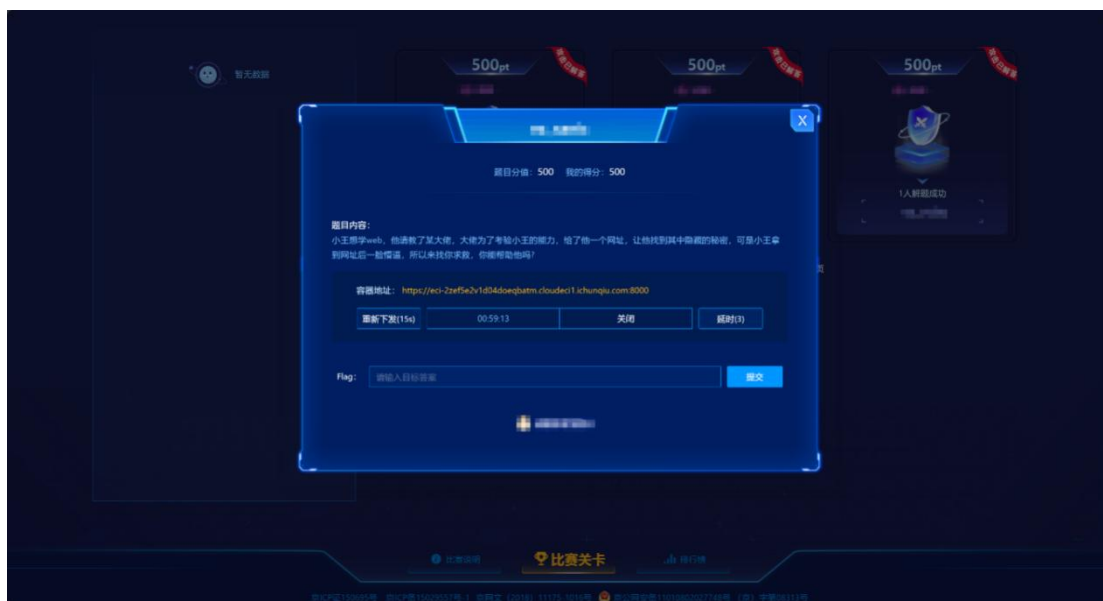 暂无数据
500pt
500pt
500pt
X
题目分值：500 我的得分：500
1人解题成功
题目内容：
小王想学web，他请教了某大佬，大佬为了考验小王的能力，给了他一个网址，让他找到其中隐藏的秘密，可是小王拿
到网址后一脸懵逼，所以来找你求救，你能帮助他吗？
容器地址： https://eci-2zef5e2v1d04doeqbatm.cloudeci1.ichunqiu.com:8000
重新下发(15s)
00:59:13
关闭
延时(3)
Flag：
请输入目标答案
提交
比赛说明
比赛关卡
排行榜